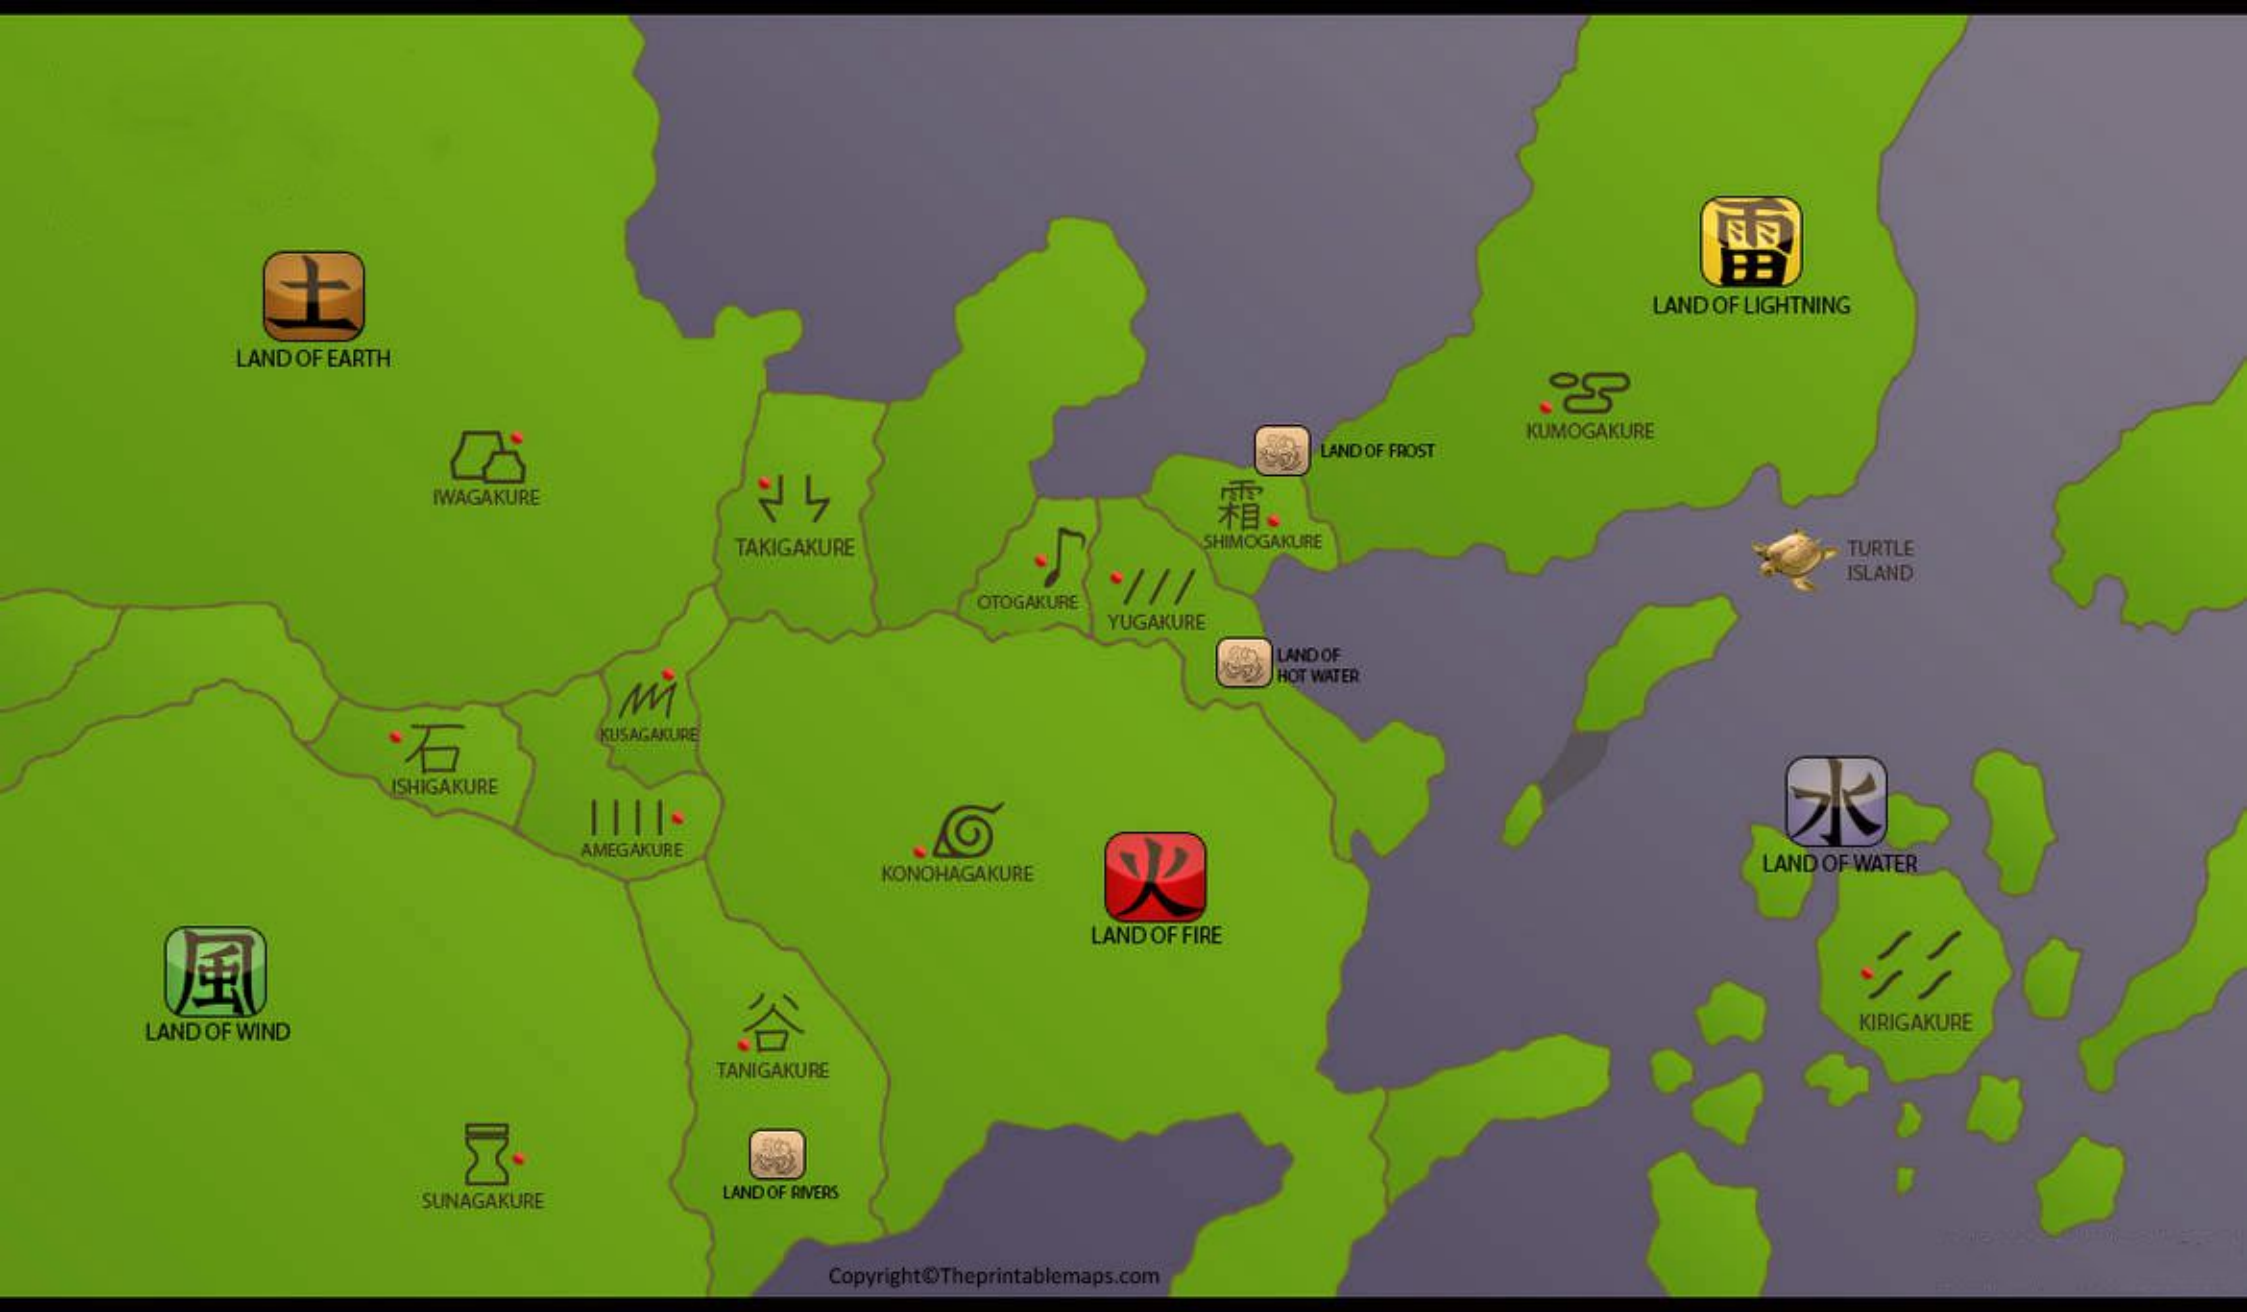 雷
LAND OF LIGHTNING
土
LAND OF EARTH
KUMOGAKURE
LAND OF FROST
IWAGAKURE
霜
SHIMOGAKURE
TAKIGAKURE
TURTLE
ISLAND
OTOGAKURE
YUGAKURE
LAND OF
HOT WATER
KUSAGAKURE
石
ISHIGAKURE
AMEGAKURE
水
LAND OF WATER
KONOHAGAKURE
火
LAND OF FIRE
風
LAND OF WIND
KIRIGAKURE
谷
TANIGAKURE
LAND OF RIVERS
SUNAGAKURE
Copyright©Theprintablemaps.com